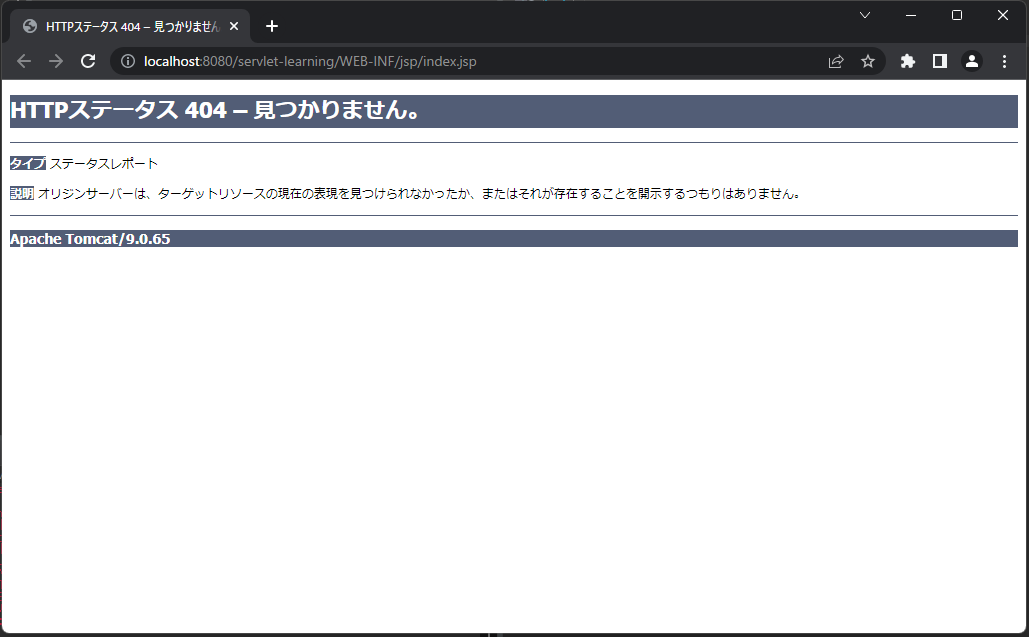 HTTPステータス 404 – 見つかりません
localhost:8080/servlet-learning/WEB-INF/jsp/index.jsp
HTTPステータス 404 – 見つかりません。
タイプ ステータスレポート
説明 オリジンサーバーは、ターゲットリソースの現在の表現を見つけられなかったか、またはそれが存在することを開示するつもりはありません。
Apache Tomcat/9.0.65